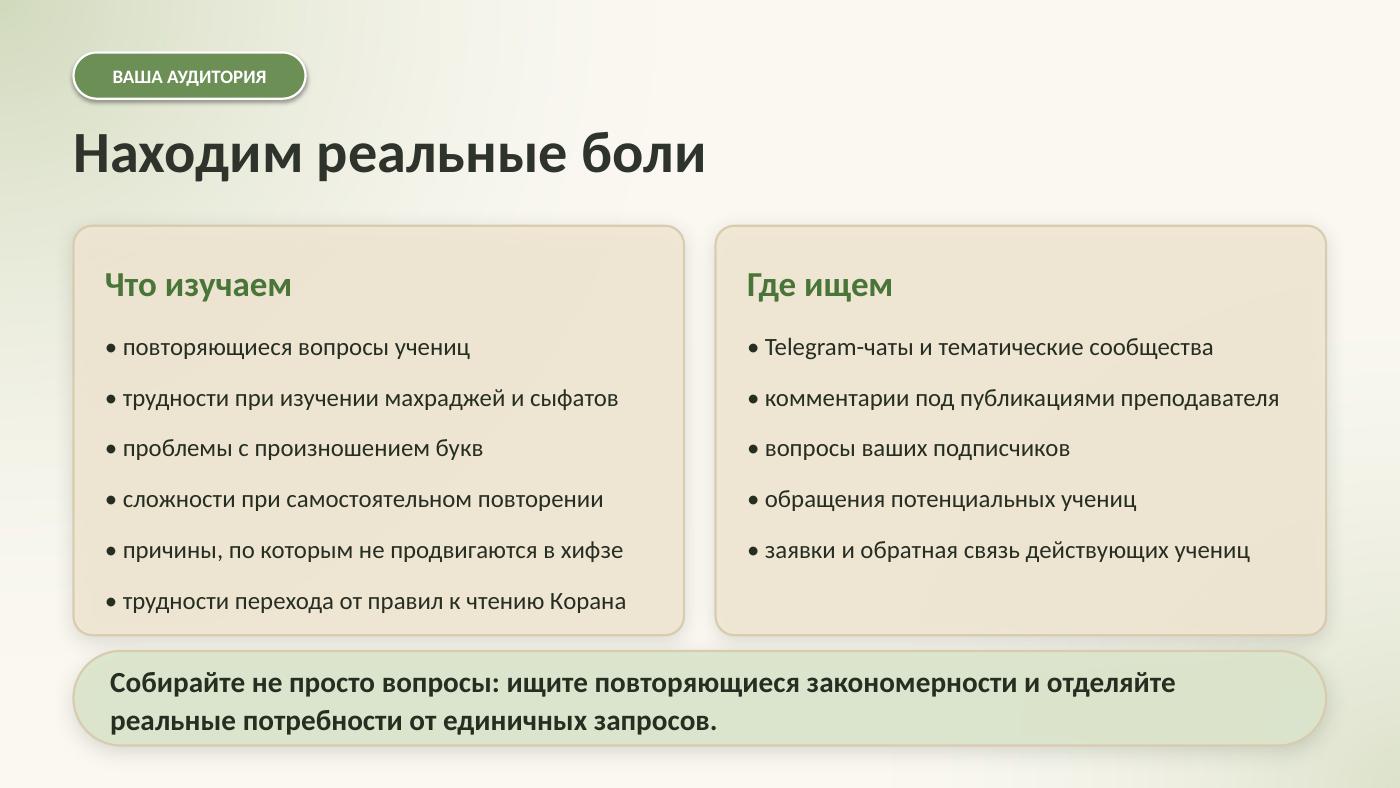 ВАША АУДИТОРИЯ
Находим реальные боли
Что изучаем
• повторяющиеся вопросы учениц
• трудности при изучении махраджей и сыфатов
• проблемы с произношением букв
• сложности при самостоятельном повторении
• причины, по которым не продвигаются в хифзе
• трудности перехода от правил к чтению Корана
Где ищем
• Telegram-чаты и тематические сообщества
• комментарии под публикациями преподавателя
• вопросы ваших подписчиков
• обращения потенциальных учениц
• заявки и обратная связь действующих учениц
Собирайте не просто вопросы: ищите повторяющиеся закономерности и отделяйте
реальные потребности от единичных запросов.